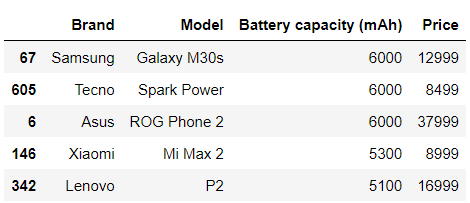 Brand Model Battery capacity (mAh) Price
67 Samsung Galaxy M30s 6000 12999
605 Tecno Spark Power 6000 8499
6 Asus ROG Phone 2 6000 37999
146 Xiaomi Mi Max 2 5300 8999
342 Lenovo P2 5100 16999